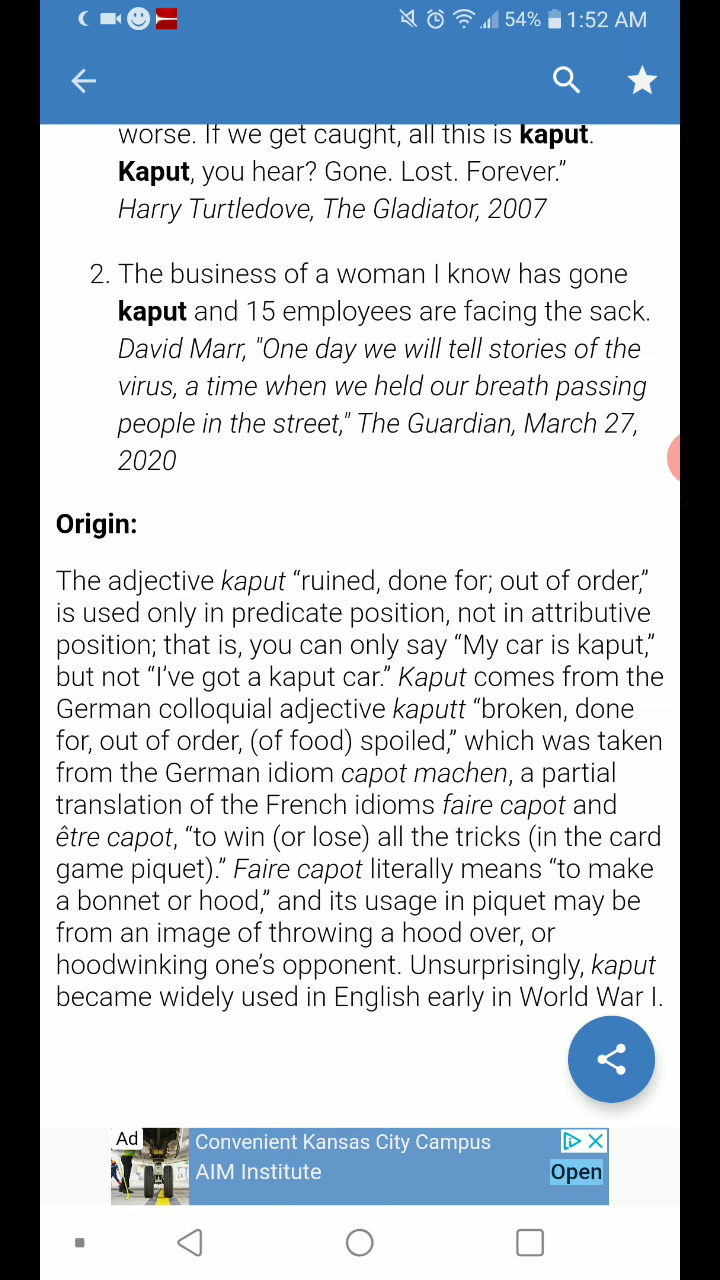 54% 1:52 AM
worse. If we get caught, all this is kaput.
Kaput, you hear? Gone. Lost. Forever.”
Harry Turtledove, The Gladiator, 2007
2. The business of a woman I know has gone
kaput and 15 employees are facing the sack.
David Marr, "One day we will tell stories of the
virus, a time when we held our breath passing
people in the street," The Guardian, March 27,
2020
Origin:
The adjective kaput “ruined, done for; out of order,”
is used only in predicate position, not in attributive
position; that is, you can only say “My car is kaput,”
but not “I’ve got a kaput car.” Kaput comes from the
German colloquial adjective kaputt “broken, done
for, out of order, (of food) spoiled,” which was taken
from the German idiom capot machen, a partial
translation of the French idioms faire capot and
être capot, “to win (or lose) all the tricks (in the card
game piquet).” Faire capot literally means “to make
a bonnet or hood,” and its usage in piquet may be
from an image of throwing a hood over, or
hoodwinking one’s opponent. Unsurprisingly, kaput
became widely used in English early in World War I.
Ad
Convenient Kansas City Campus
AIM Institute
Open